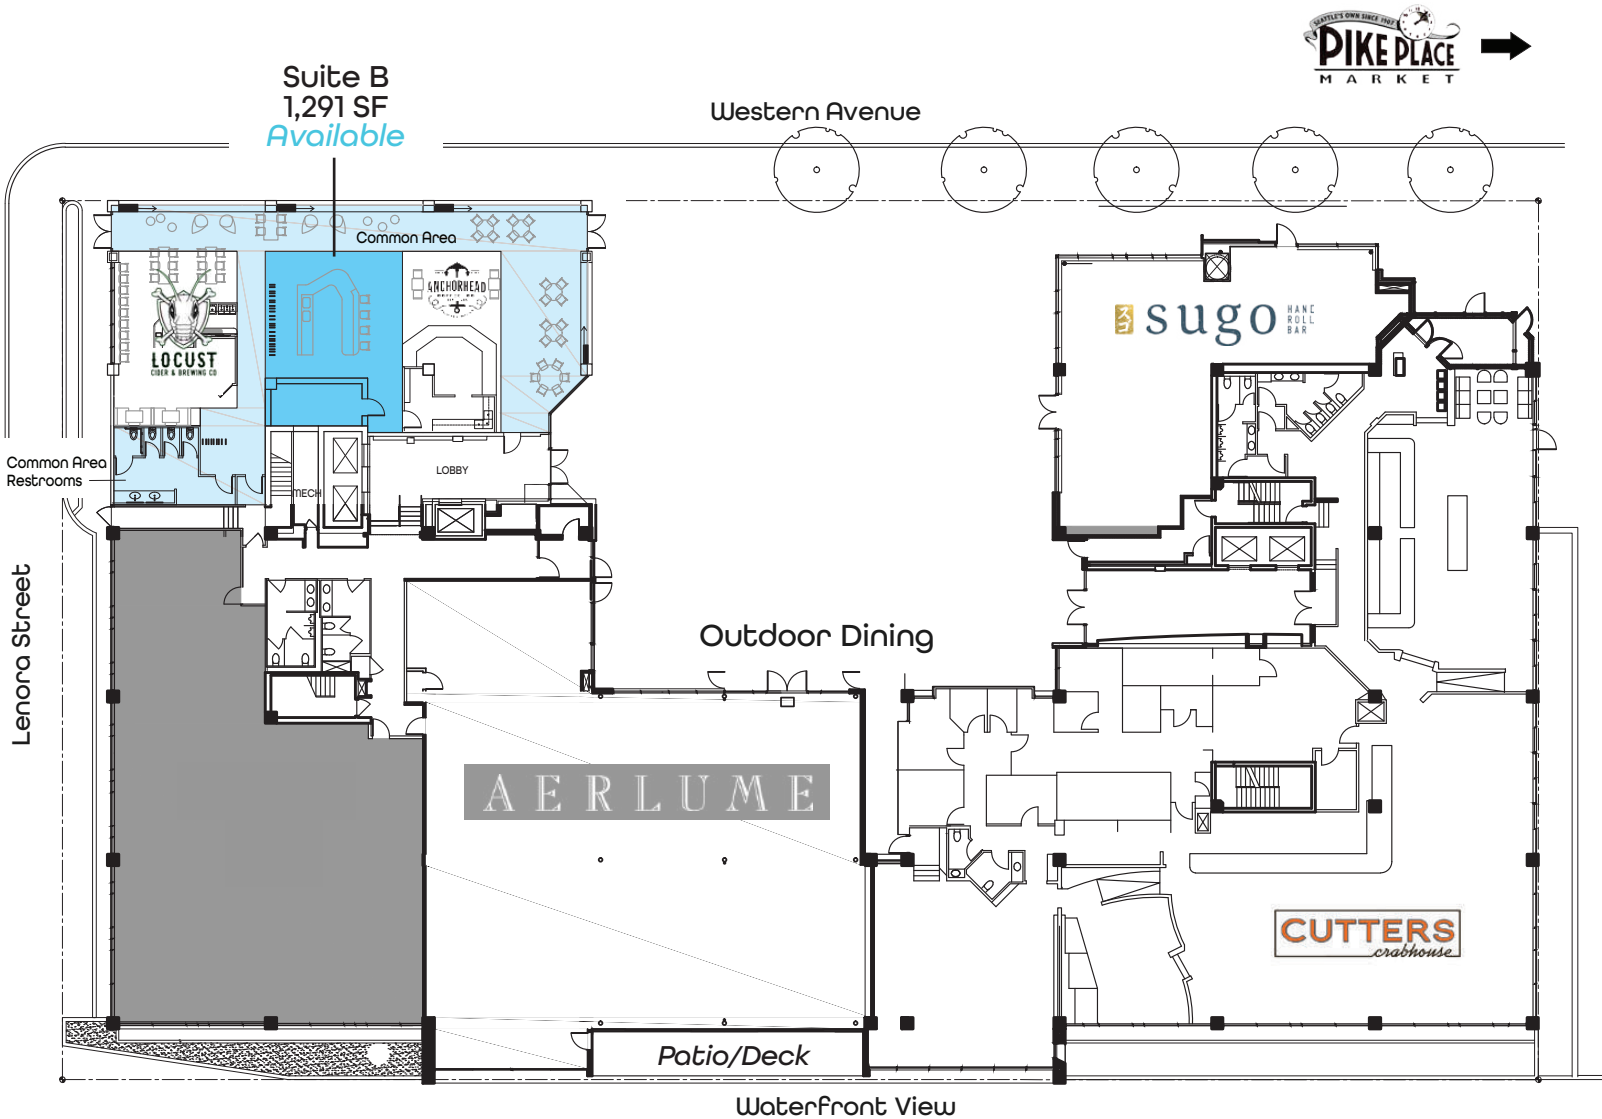 SEATTLE'S OWN SINCE 1907
PIKE PLACE
MARKET
Suite B
1,291 SF
Available
Western Avenue
Common Area
LOCUST
CIDER & BREWING CO
ANCHORHEAD
スゴ
sugo
HAND
ROLL
BAR
Common Area
Restrooms
LOBBY
MECH
Lenora Street
Outdoor Dining
AERLUME
CUTTERS
crabhouse
Patio/Deck
Waterfront View